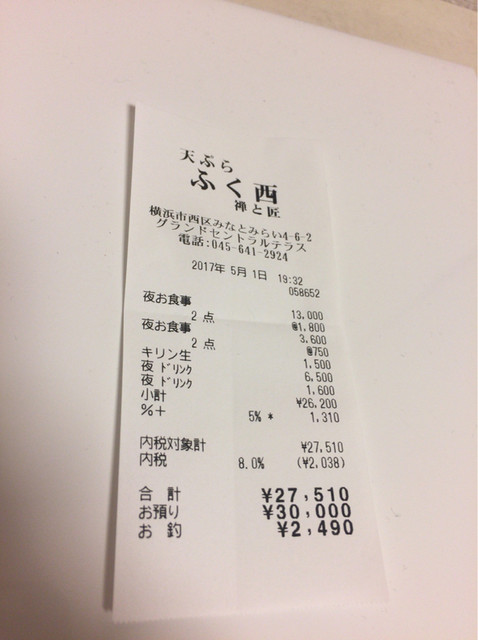 天ぷら
ふく西
禅と匠
横浜市西区みなとみらい4-6-2
グランドセントラルテラス
電話:045-641-2924
2017年 5月 1日 19:32
058652
夜お食事 13,000
2点 @1,800
夜お食事 3,600
2点 @750
キリン生 1,500
夜 ﾄﾞﾘﾝｸ 6,500
夜 ﾄﾞﾘﾝｸ 1,600
小計 ¥26,200
%+ 5% * 1,310
内税対象計 ¥27,510
内税 8.0% (¥2,038)
合 計 ¥27,510
お預り ¥30,000
お 釣 ¥2,490